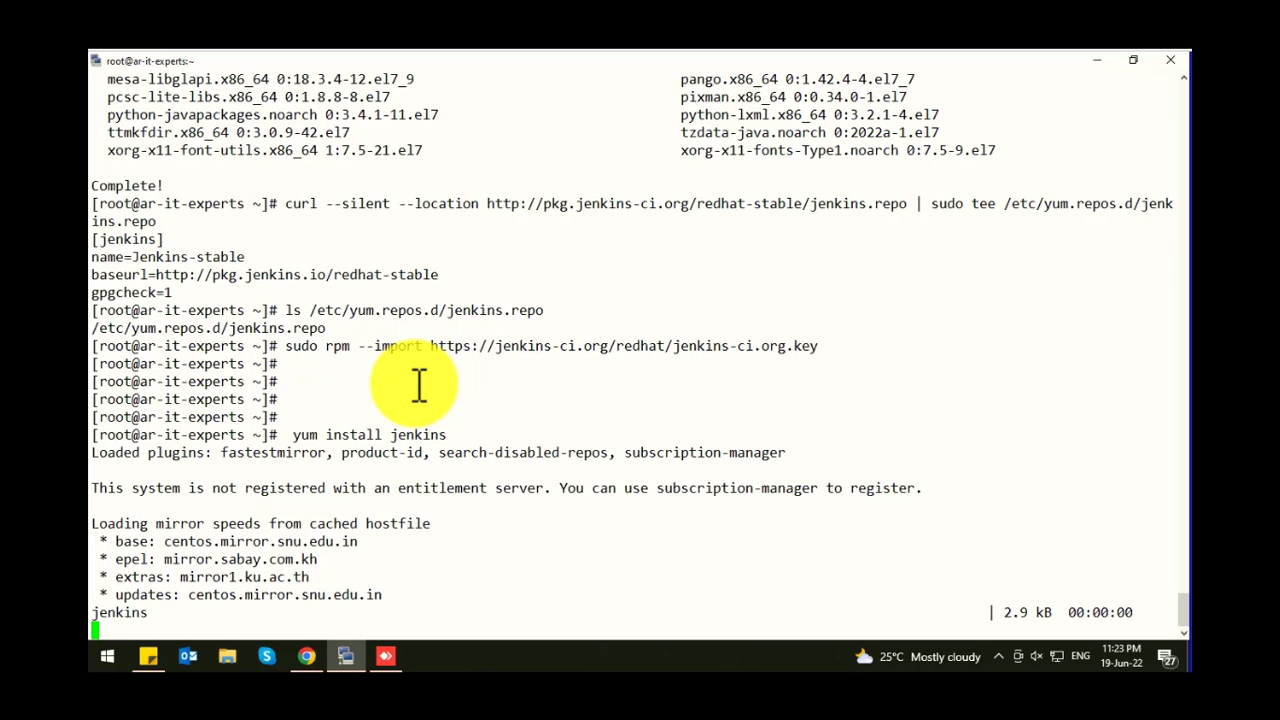 root@ar-it-experts:~
mesa-libglapi.x86_64 0:18.3.4-12.el7_9 pango.x86_64 0:1.42.4-4.el7_7
pcsc-lite-libs.x86_64 0:1.8.8-8.el7 pixman.x86_64 0:0.34.0-1.el7
python-javapackages.noarch 0:3.4.1-11.el7 python-lxml.x86_64 0:3.2.1-4.el7
ttmkfdir.x86_64 0:3.0.9-42.el7 tzdata-java.noarch 0:2022a-1.el7
xorg-x11-font-utils.x86_64 1:7.5-21.el7 xorg-x11-fonts-Type1.noarch 0:7.5-9.el7
Complete!
[root@ar-it-experts ~]# curl --silent --location http://pkg.jenkins-ci.org/redhat-stable/jenkins.repo | sudo tee /etc/yum.repos.d/jenk
ins.repo
[jenkins]
name=Jenkins-stable
baseurl=http://pkg.jenkins.io/redhat-stable
gpgcheck=1
[root@ar-it-experts ~]# ls /etc/yum.repos.d/jenkins.repo
/etc/yum.repos.d/jenkins.repo
[root@ar-it-experts ~]# sudo rpm --import https://jenkins-ci.org/redhat/jenkins-ci.org.key
[root@ar-it-experts ~]#
[root@ar-it-experts ~]#
[root@ar-it-experts ~]#
[root@ar-it-experts ~]#
[root@ar-it-experts ~]#  yum install jenkins
Loaded plugins: fastestmirror, product-id, search-disabled-repos, subscription-manager
This system is not registered with an entitlement server. You can use subscription-manager to register.
Loading mirror speeds from cached hostfile
* base: centos.mirror.snu.edu.in
* epel: mirror.sabay.com.kh
* extras: mirror1.ku.ac.th
* updates: centos.mirror.snu.edu.in
jenkins | 2.9 kB 00:00:00
25°C Mostly cloudy ENG 11:23 PM
19-Jun-22 27